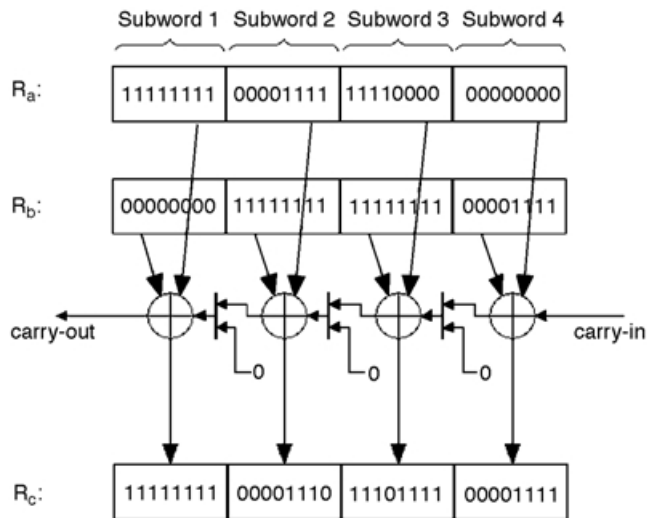 Subword 1 Subword 2 Subword 3 Subword 4
Ra: 11111111 00001111 11110000 00000000
Rb: 00000000 11111111 11111111 00001111
carry-out carry-in
0 0 0
Rc: 11111111 00001110 11101111 00001111